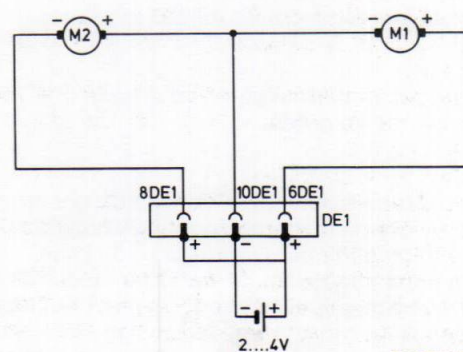 − M2 + − M1 +
8DE1 10DE1 6DE1
DE1
+ − +
+
2....4V